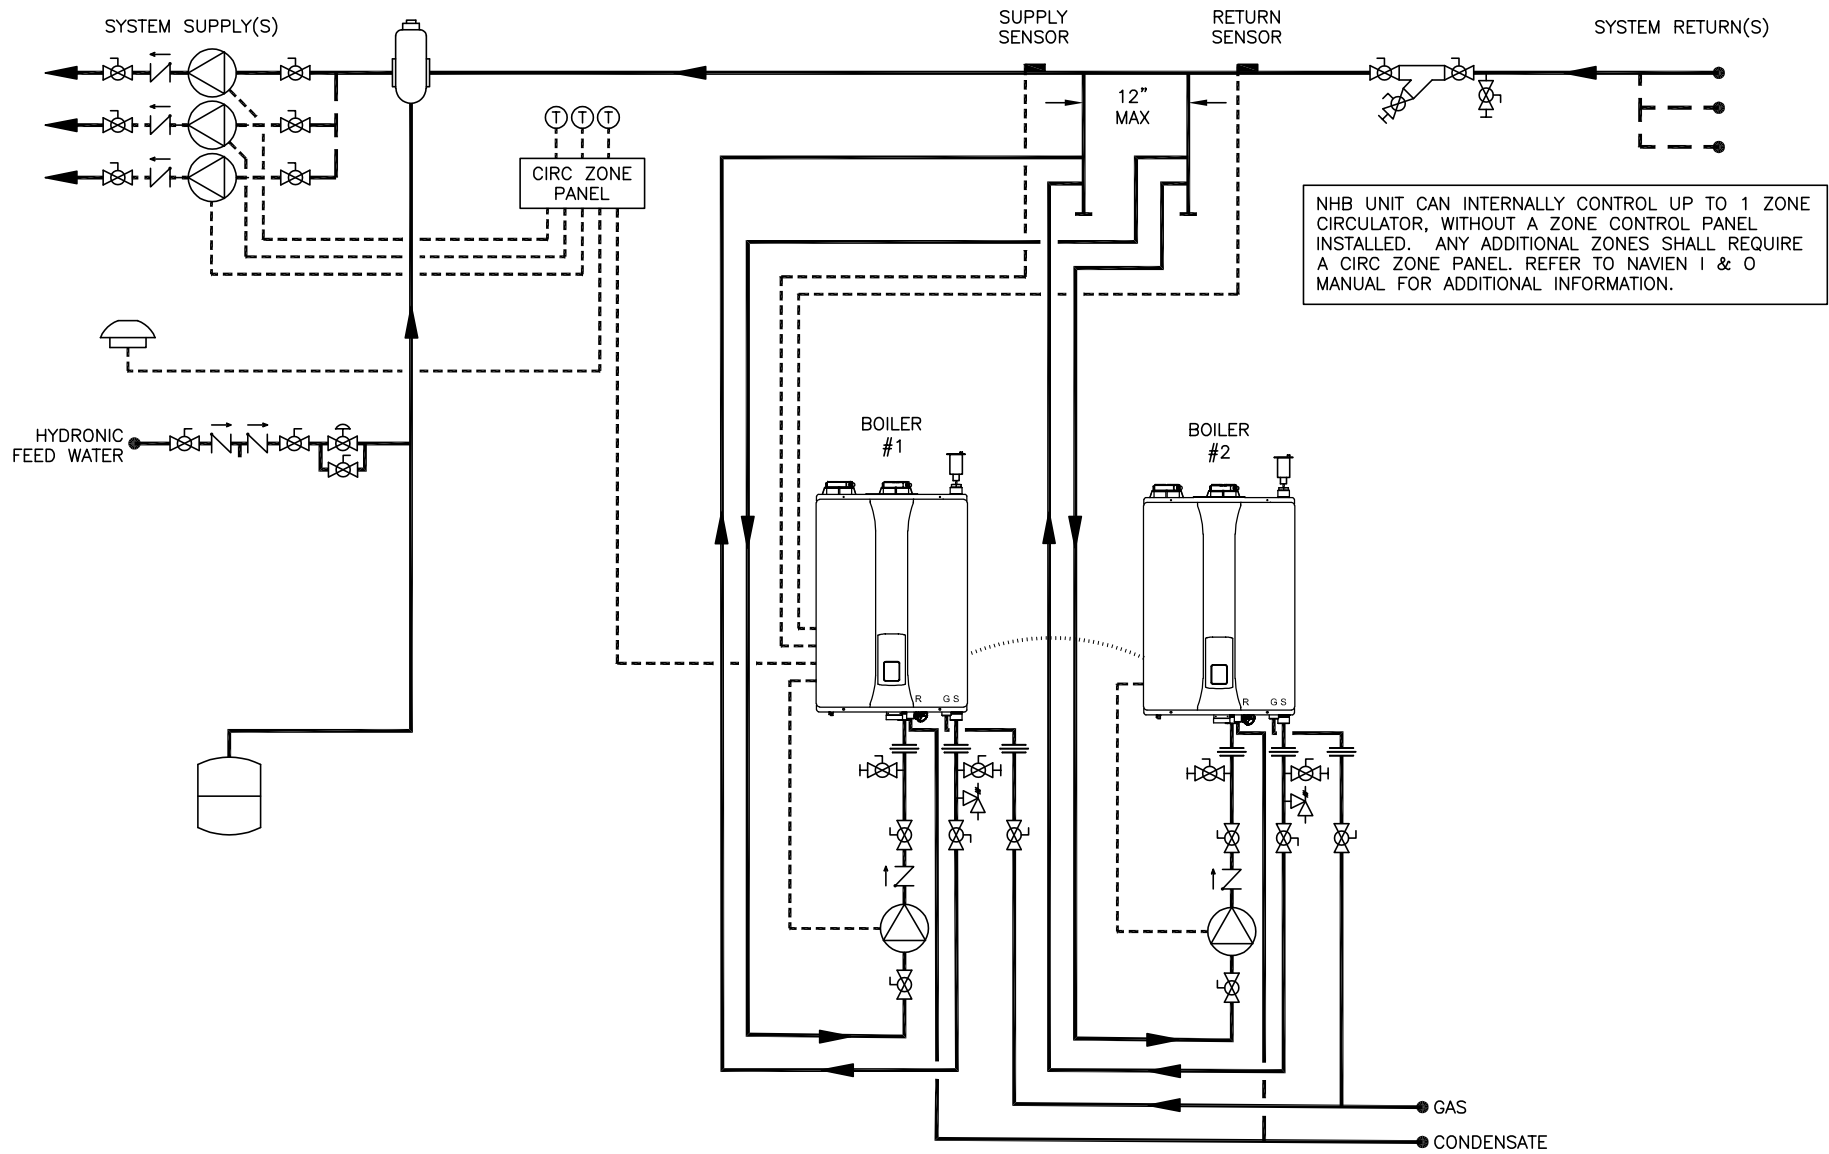 SYSTEM SUPPLY(S)
SUPPLY
SENSOR
RETURN
SENSOR
SYSTEM RETURN(S)
12"
MAX
T T T
CIRC ZONE
PANEL
NHB UNIT CAN INTERNALLY CONTROL UP TO 1 ZONE
CIRCULATOR, WITHOUT A ZONE CONTROL PANEL
INSTALLED. ANY ADDITIONAL ZONES SHALL REQUIRE
A CIRC ZONE PANEL. REFER TO NAVIEN I & O
MANUAL FOR ADDITIONAL INFORMATION.
HYDRONIC
FEED WATER
BOILER
#1
BOILER
#2
R G S
R G S
GAS
CONDENSATE